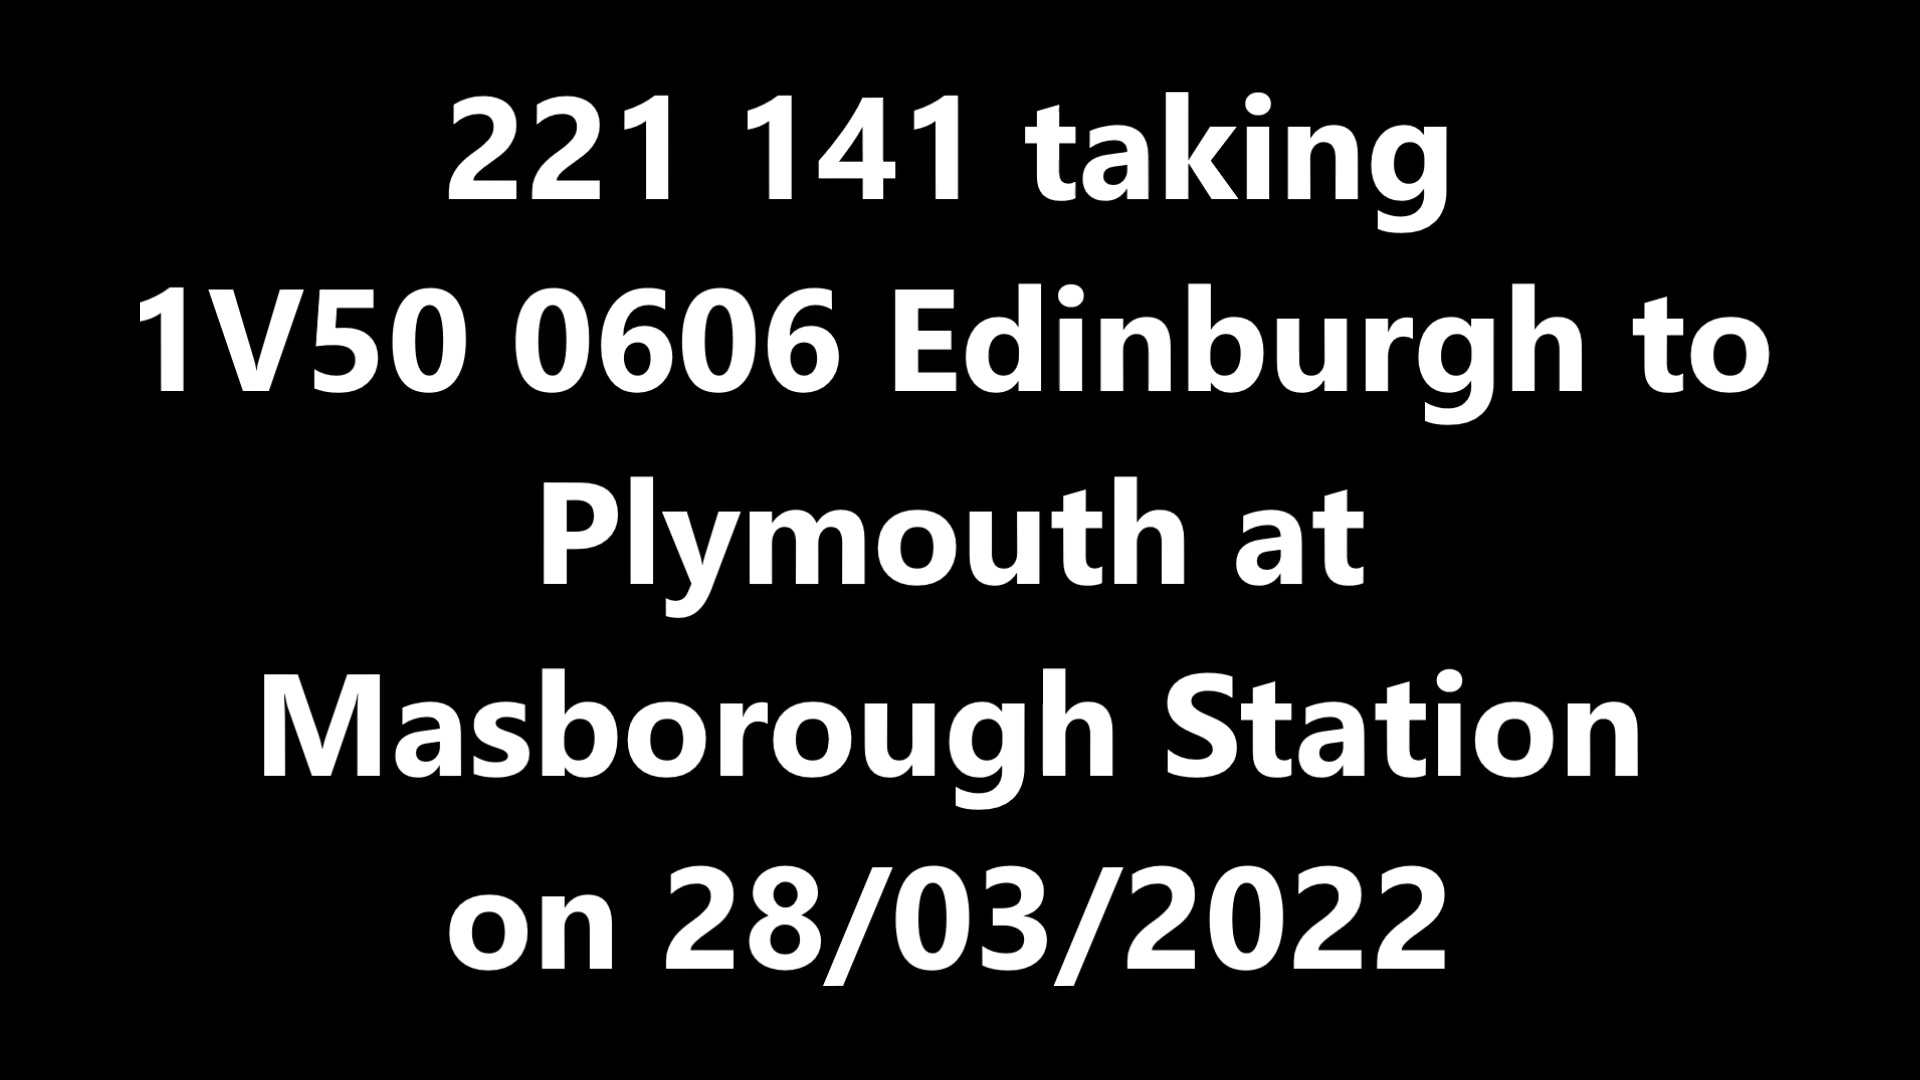 221 141 taking
1V50 0606 Edinburgh to
Plymouth at
Masborough Station
on 28/03/2022